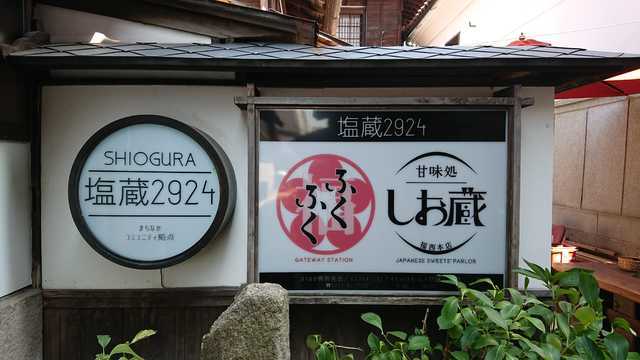 SHIOGURA
塩蔵2924
まちなか
コミュニティ拠点
塩蔵2924
ふく
ふく
GATEWAY STATION
甘味処
しお蔵
JAPANESE SWEETS PARLOR